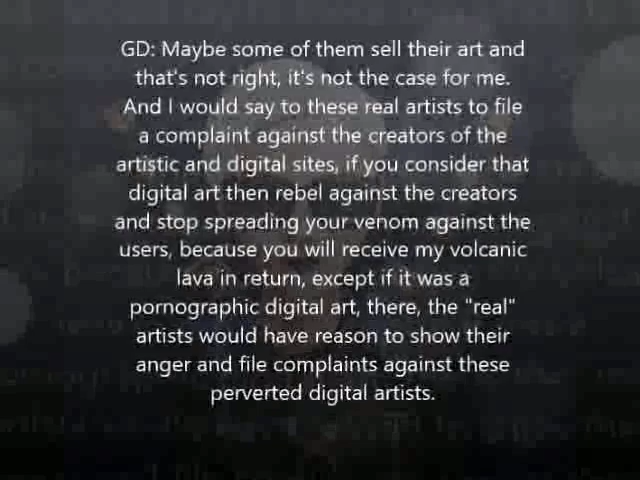 GD: Maybe some of them sell their art and
that's not right, it's not the case for me.
And I would say to these real artists to file
a complaint against the creators of the
artistic and digital sites, if you consider that
digital art then rebel against the creators
and stop spreading your venom against the
users, because you will receive my volcanic
lava in return, except if it was a
pornographic digital art, there, the "real"
artists would have reason to show their
anger and file complaints against these
perverted digital artists.